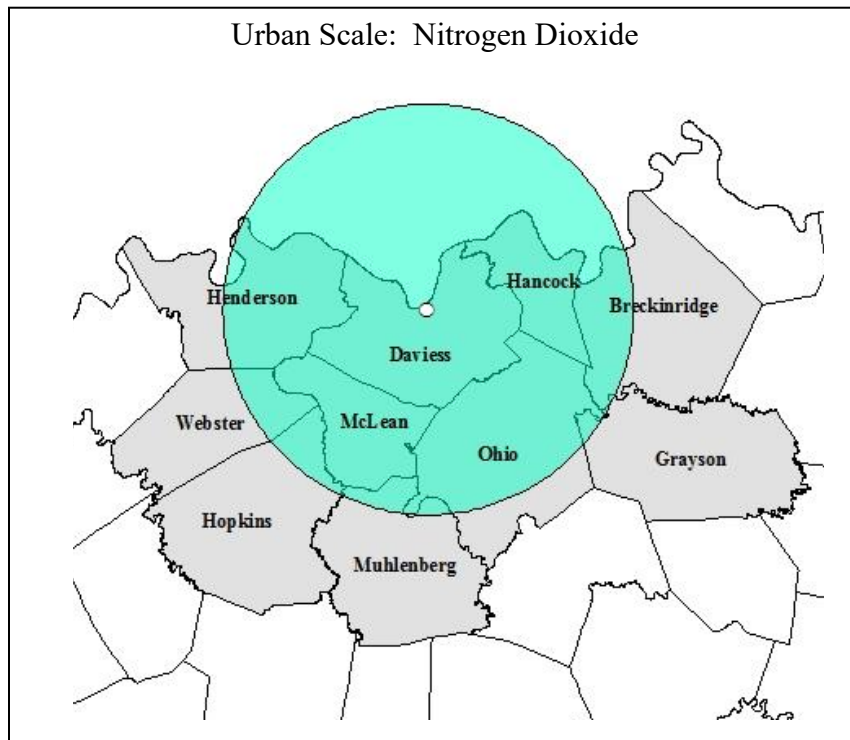 Urban Scale:  Nitrogen Dioxide
Hancock
Henderson
Breckinridge
Daviess
McLean
Webster
Ohio
Grayson
Hopkins
Muhlenberg